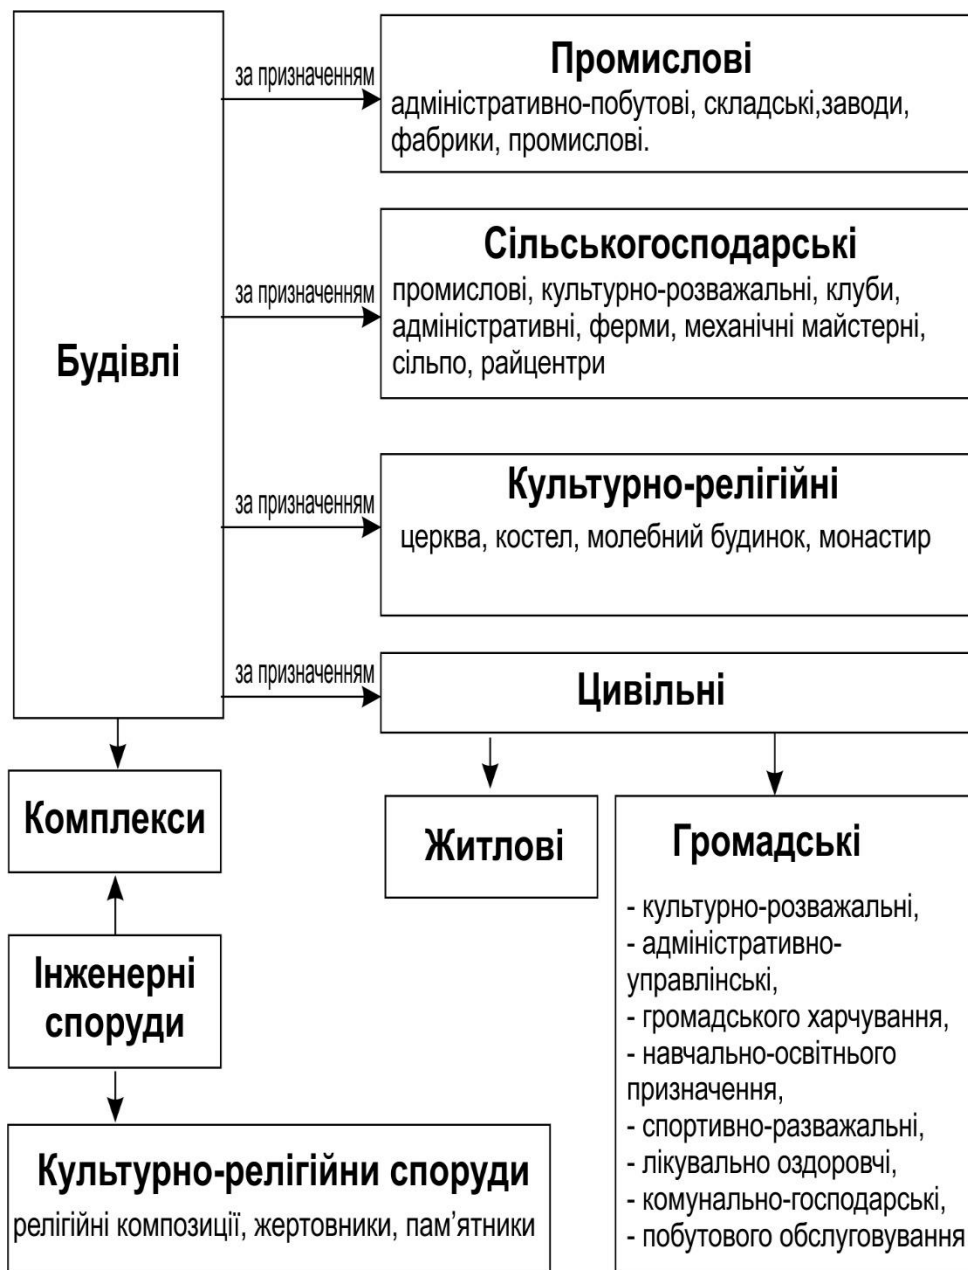 Будівлі
за призначенням
Промислові
адміністративно-побутові, складські,заводи,
фабрики, промислові.
за призначенням
Сільськогосподарські
промислові, культурно-розважальні, клуби,
адміністративні, ферми, механічні майстерні,
сільпо, райцентри
за призначенням
Культурно-релігійні
церква, костел, молебний будинок, монастир
за призначенням
Цивільні
Комплекси
Житлові
Громадські
- культурно-розважальні,
- адміністративно-
управлінські,
- громадського харчування,
- навчально-освітнього
призначення,
- спортивно-разважальні,
- лікувально оздоровчі,
- комунально-господарські,
- побутового обслуговування
Інженерні
споруди
Культурно-релігійни споруди
релігійні композиції, жертовники, пам’ятники